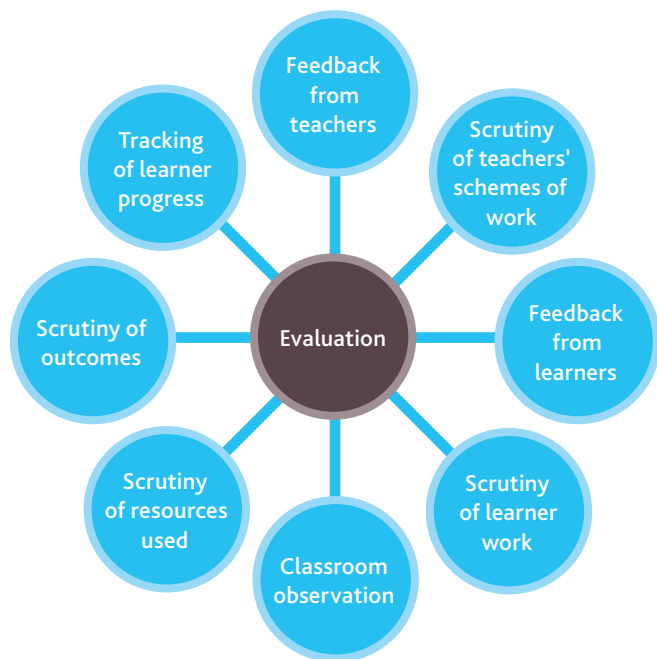 Feedback
from
teachers
Scrutiny
of teachers'
schemes of
work
Feedback
from
learners
Scrutiny
of learner
work
Classroom
observation
Scrutiny
of resources
used
Scrutiny of
outcomes
Tracking
of learner
progress
Evaluation